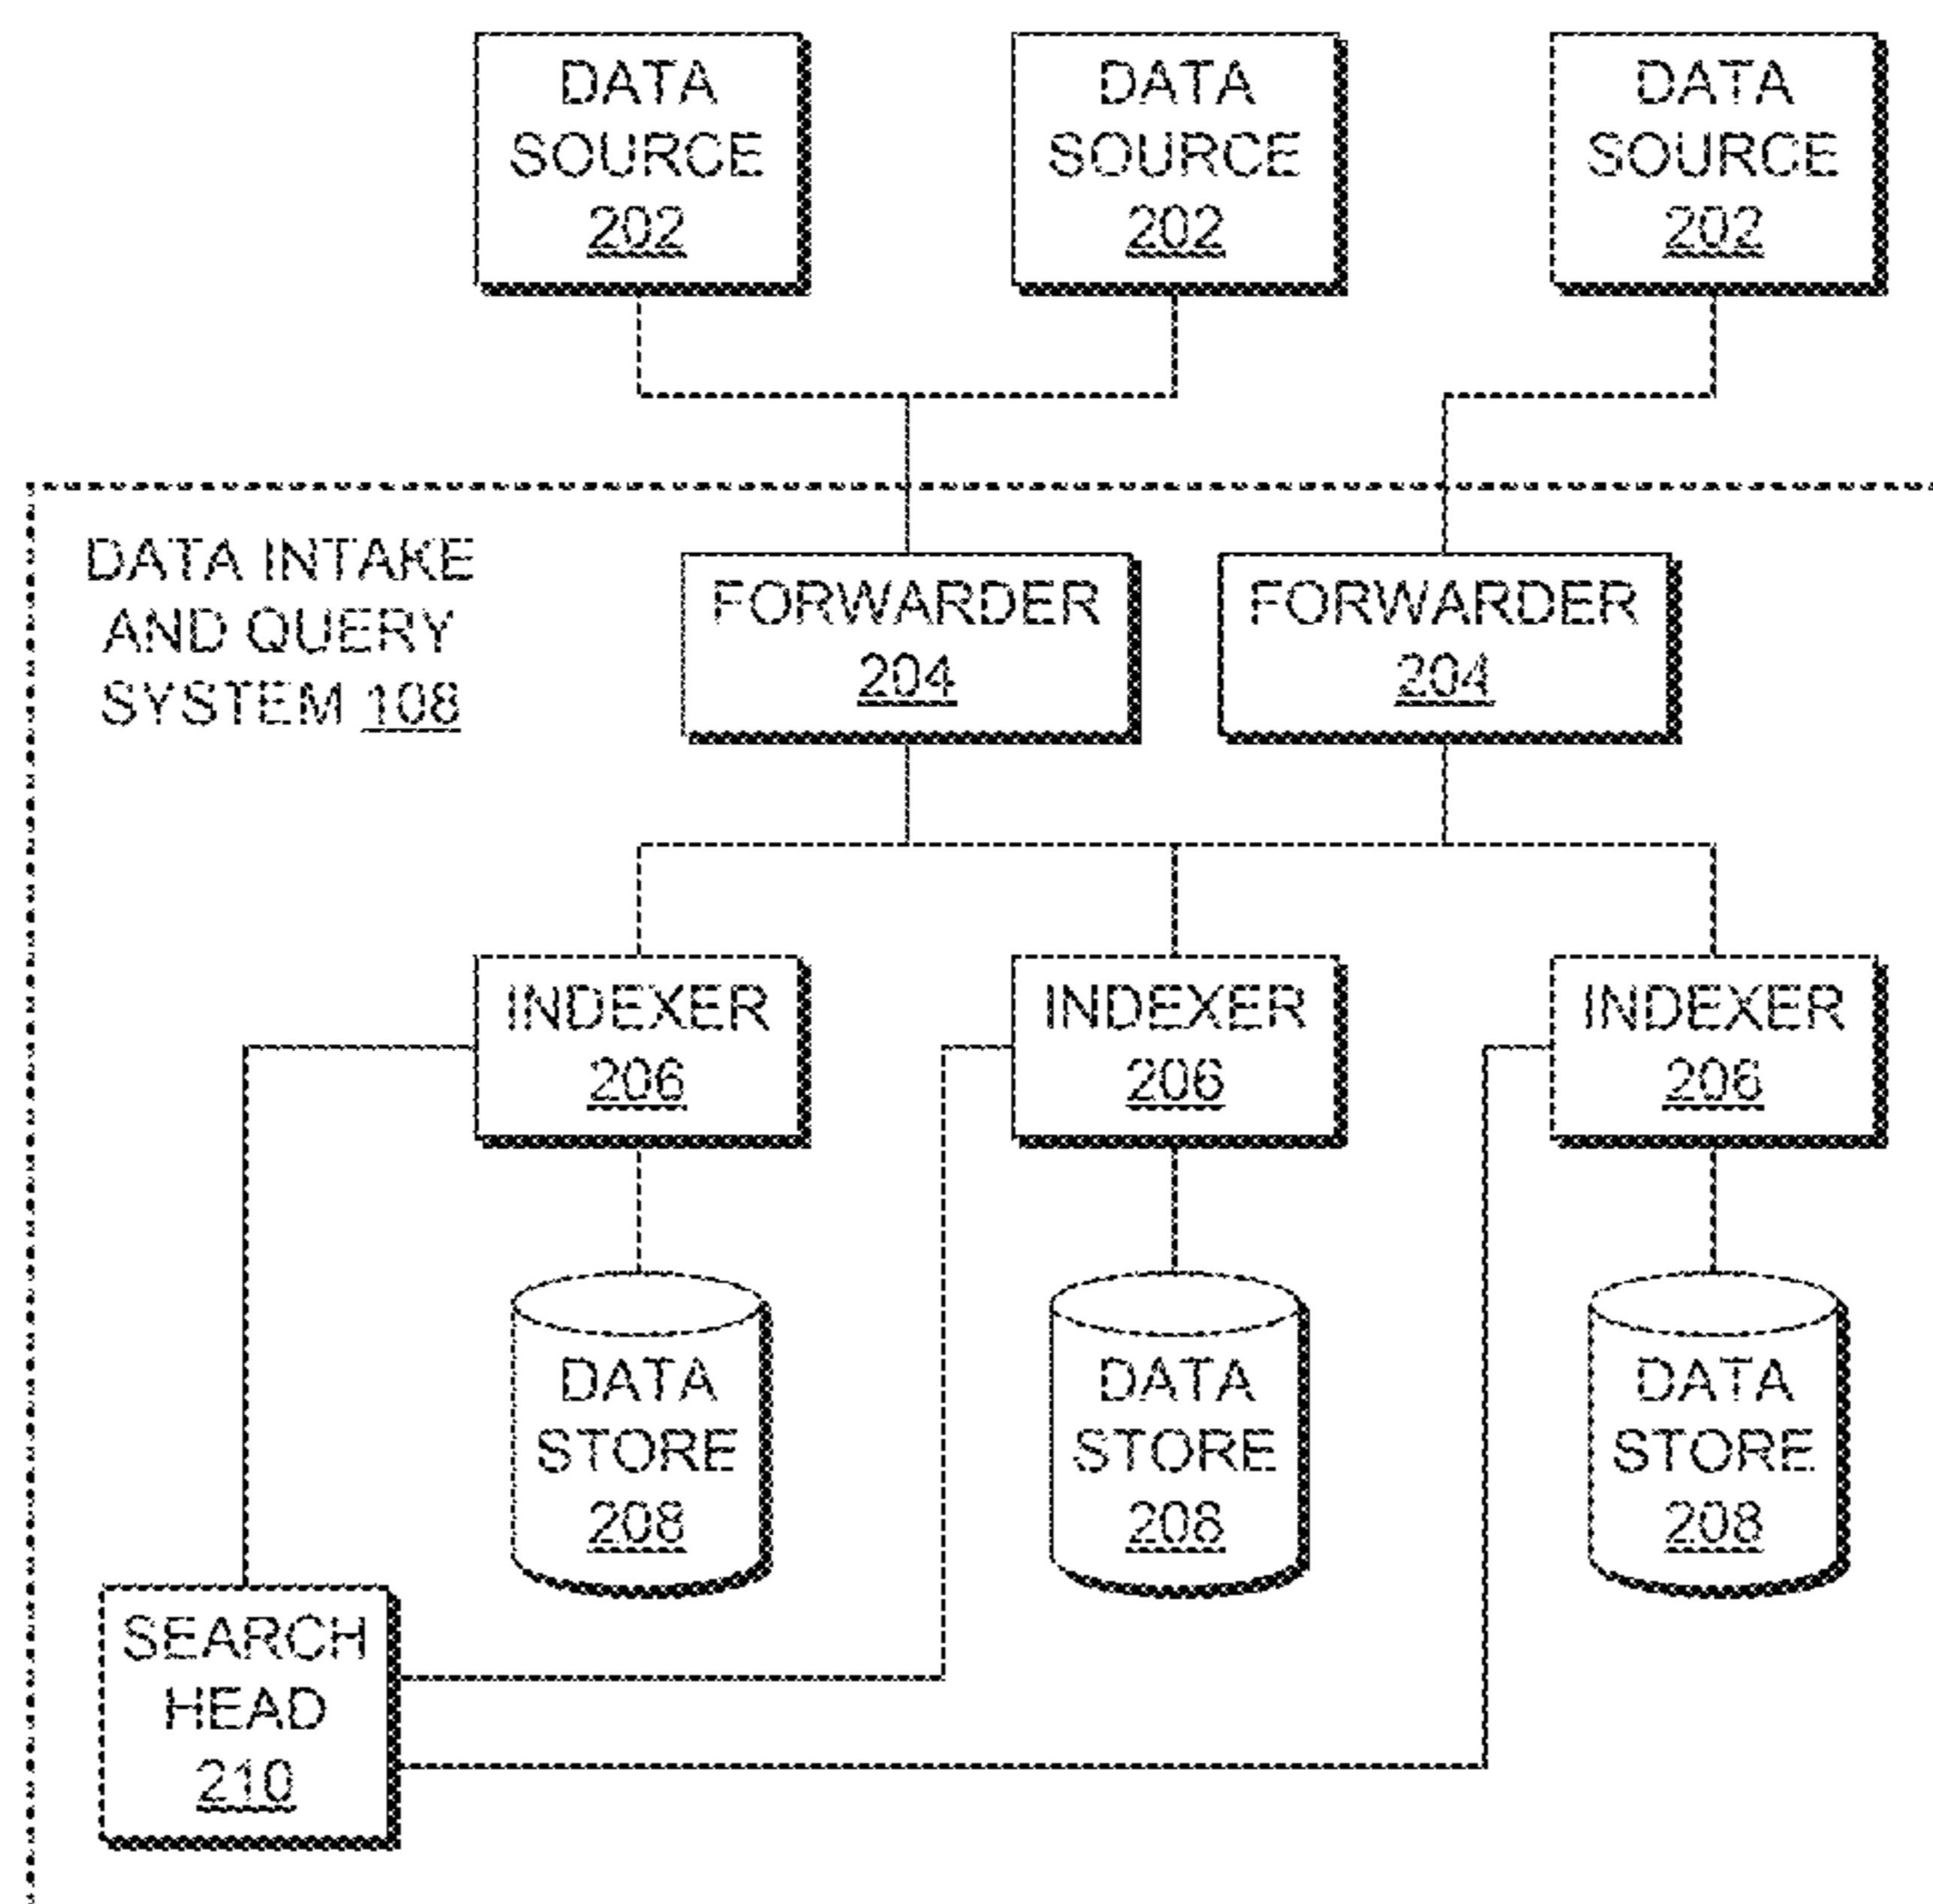 DATA
SOURCE
202
DATA
SOURCE
202
DATA
SOURCE
202
DATA INTAKE
AND QUERY
SYSTEM 108
FORWARDER
204
FORWARDER
204
INDEXER
206
INDEXER
206
INDEXER
206
DATA
STORE
208
DATA
STORE
208
DATA
STORE
208
SEARCH
HEAD
210